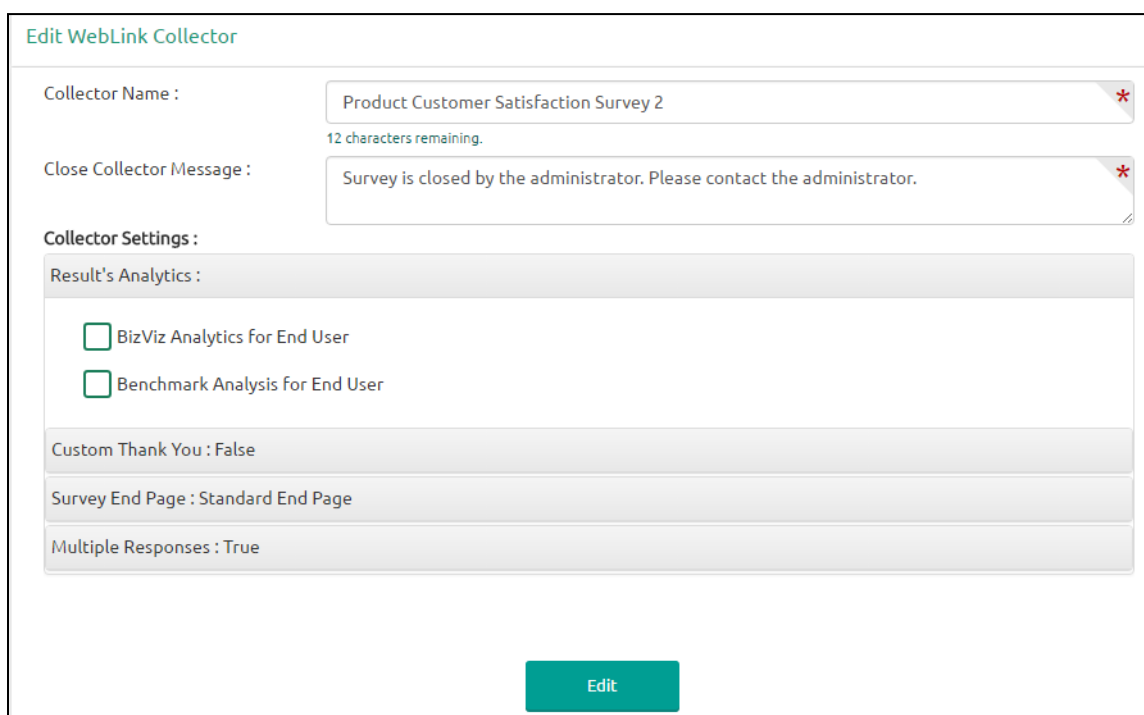 Edit WebLink Collector
Collector Name :
Product Customer Satisfaction Survey 2
*
12 characters remaining.
Close Collector Message :
Survey is closed by the administrator. Please contact the administrator.
*
Collector Settings :
Result's Analytics :
BizViz Analytics for End User
Benchmark Analysis for End User
Custom Thank You : False
Survey End Page : Standard End Page
Multiple Responses : True
Edit